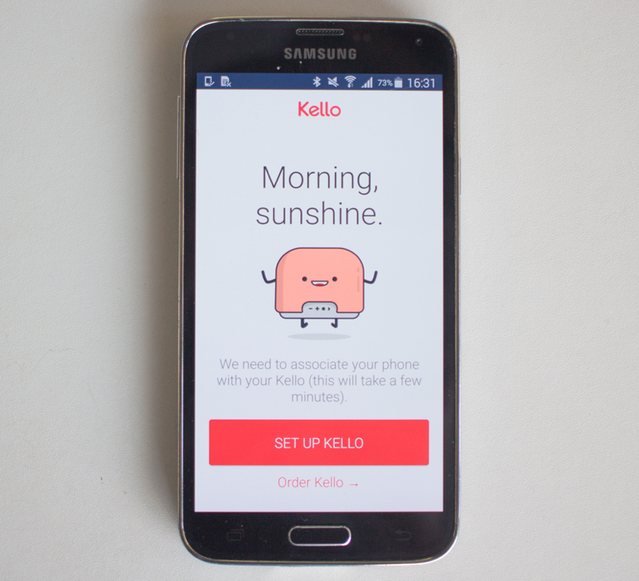 SAMSUNG
73% 16:31
Kello
Morning,
sunshine.
We need to associate your phone
with your Kello (this will take a few
minutes).
SET UP KELLO
Order Kello →